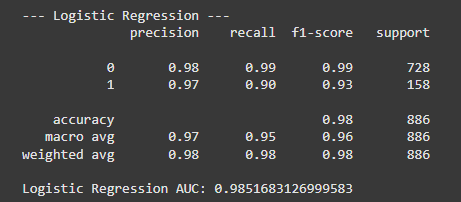 --- Logistic Regression ---
precision recall f1-score support
0 0.98 0.99 0.99 728
1 0.97 0.90 0.93 158
accuracy 0.98 886
macro avg 0.97 0.95 0.96 886
weighted avg 0.98 0.98 0.98 886
Logistic Regression AUC: 0.9851683126999583